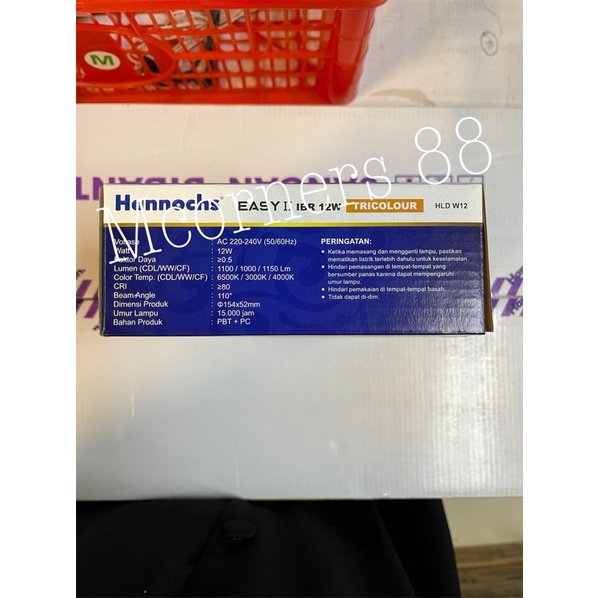 M
Mcorners 88
Hannochs EASY II IBR 12W TRICOLOUR HLD W12
Voltase : AC 220-240V (50/60Hz)
Watt : 12W
Faktor Daya : ≥0.5
Lumen (CDL/WW/CF) : 1100 / 1000 / 1150 Lm
Color Temp. (CDL/WW/CF) : 6500K / 3000K / 4000K
CRI : ≥80
Beam-Angle : 110°
Dimensi Produk : Φ154x52mm
Umur Lampu : 15.000 jam
Bahan Produk : PBT + PC
PERINGATAN:
• Ketika memasang dan mengganti lampu, pastikan
mematikan listrik terlebih dahulu untuk keselamatan.
• Hindari pemasangan di tempat-tempat yang
bersumber panas karena dapat mempengaruhi
umur lampu.
• Hindari pemakaian di tempat-tempat basah.
• Tidak dapat di-dim.